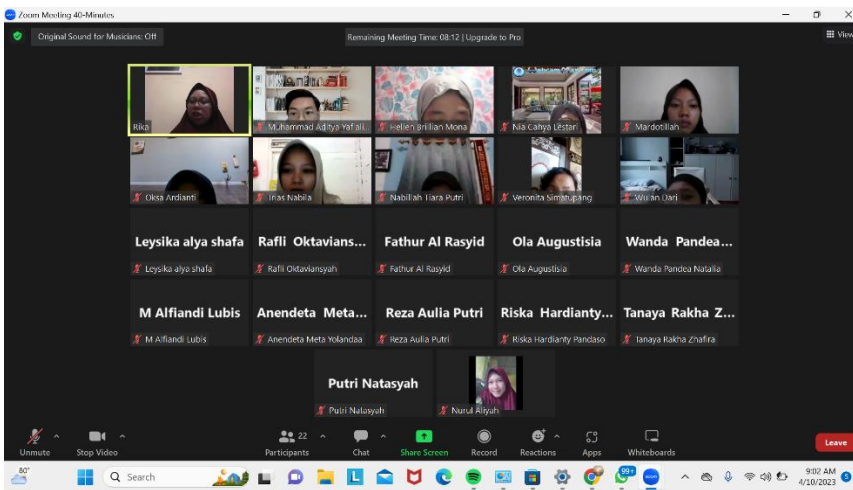 Zoom Meeting 40-Minutes
Original Sound for Musicians: Off
Remaining Meeting Time: 08:12 | Upgrade to Pro
View
Rika
Muhammad Aditya Yaf'ali...
Hellen Brillian Mona
Nia Cahya Lestari
Mardotillah
Oksa Ardianti
Inas Nabila
Nabillah Tiara Putri
Veronita Simatupang
Wulan Dari
Leysika alya shafa
Rafli Oktavians...
Fathur Al Rasyid
Ola Augustisia
Wanda Pandea...
Leysika alya shafa
Rafli Oktaviansyah
Fathur Al Rasyid
Ola Augustisia
Wanda Pandea Natalia
M Alfiandi Lubis
Anendeta Meta...
Reza Aulia Putri
Riska Hardianty...
Tanaya Rakha Z...
M Alfiandi Lubis
Anendeta Meta Yolandaa
Reza Aulia Putri
Riska Hardianty Pandaso
Tanaya Rakha Zhafira
Putri Natasyah
Putri Natasyah
Nurul Aliyah
Unmute
Stop Video
22
Participants
Chat
Share Screen
Record
Reactions
Apps
Whiteboards
Leave
80°
Search
99+
9:02 AM
4/10/2023